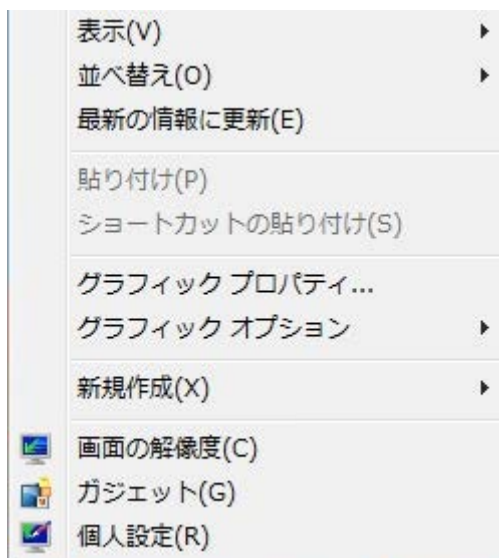 表示(V)
並べ替え(O)
最新の情報に更新(E)
貼り付け(P)
ショートカットの貼り付け(S)
グラフィック プロパティ...
グラフィック オプション
新規作成(X)
画面の解像度(C)
ガジェット(G)
個人設定(R)